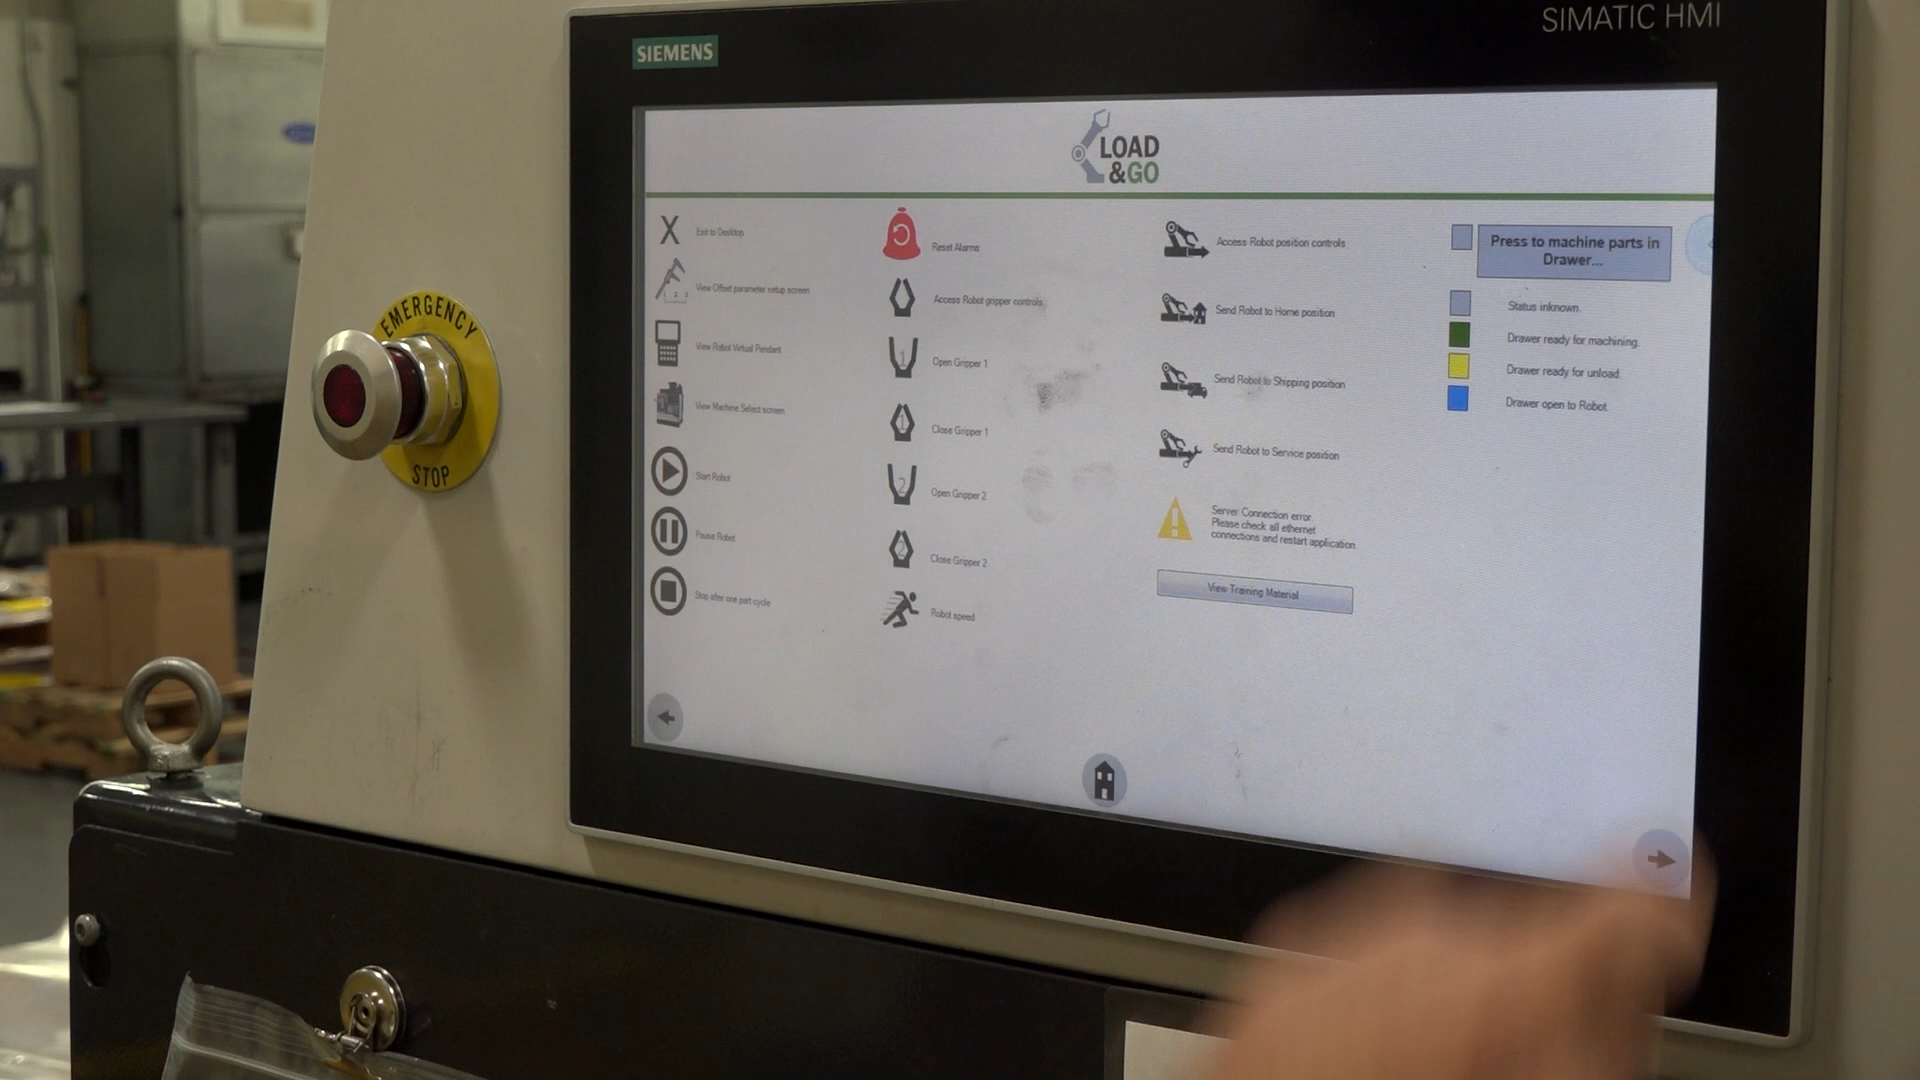 SIEMENS
SIMATIC HMI
LOAD
&GO
X
Exit to Desktop
View Offset parameter setup screen
View Robot Virtual Pendant
View Machine Select screen
Start Robot
Pause Robot
Stop after one part cycle
Reset Alarms
Access Robot gripper controls
1
Open Gripper 1
1
Close Gripper 1
2
Open Gripper 2
2
Close Gripper 2
Robot speed
Access Robot position controls
Send Robot to Home position
Send Robot to Shipping position
Send Robot to Service position
Server Connection error.
Please check all ethernet
connections and restart application.
View Training Material
Press to machine parts in
Drawer...
Status inknown.
Drawer ready for machining.
Drawer ready for unload.
Drawer open to Robot.
EMERGENCY
STOP